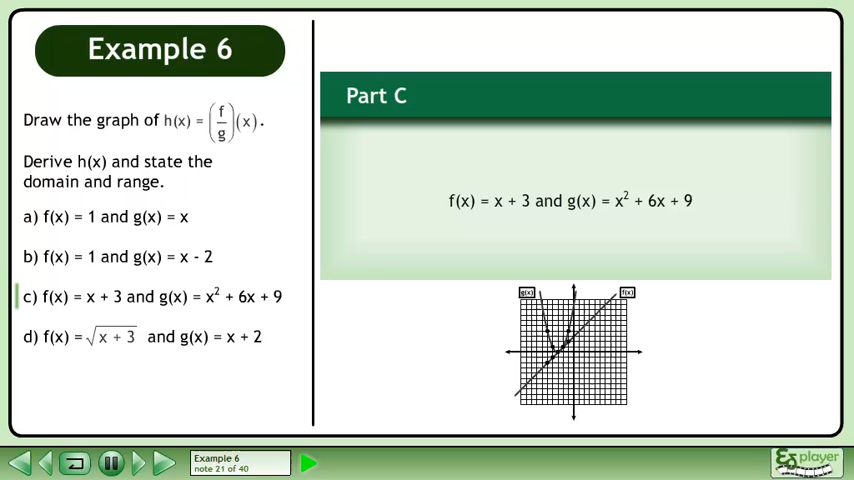 Example 6
Draw the graph of h(x) = (f/g)(x).
Derive h(x) and state the
domain and range.
a) f(x) = 1 and g(x) = x
b) f(x) = 1 and g(x) = x - 2
c) f(x) = x + 3 and g(x) = x² + 6x + 9
d) f(x) = √(x + 3) and g(x) = x + 2
Part C
f(x) = x + 3 and g(x) = x² + 6x + 9
g(x)
f(x)
Example 6
note 21 of 40
player